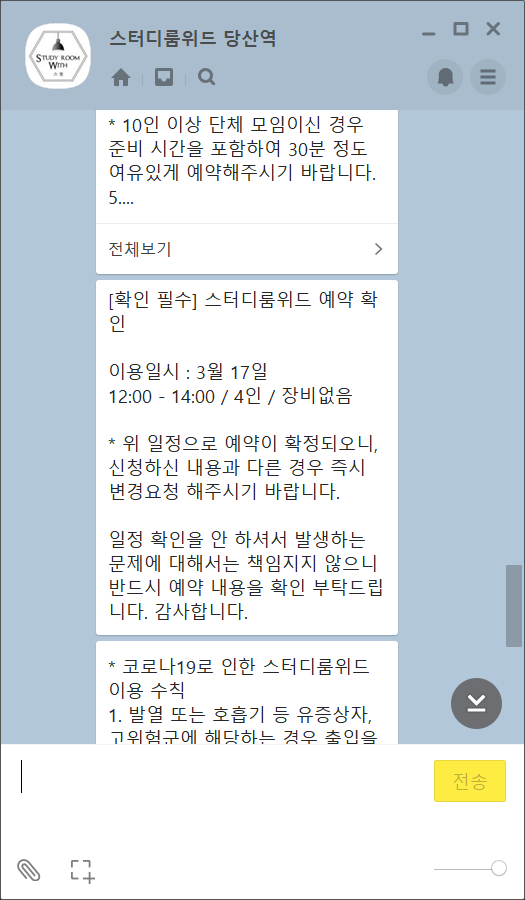 스터디룸위드 당산역
STUDY ROOM
WITH
* 10인 이상 단체 모임이신 경우
준비 시간을 포함하여 30분 정도
여유있게 예약해주시기 바랍니다.
5....
전체보기
[확인 필수] 스터디룸위드 예약 확
인
이용일시 : 3월 17일
12:00 - 14:00 / 4인 / 장비없음
* 위 일정으로 예약이 확정되오니,
신청하신 내용과 다른 경우 즉시
변경요청 해주시기 바랍니다.
일정 확인을 안 하셔서 발생하는
문제에 대해서는 책임지지 않으니
반드시 예약 내용을 확인 부탁드립
니다. 감사합니다.
* 코로나19로 인한 스터디룸위드
이용 수칙
1. 발열 또는 호흡기 등 유증상자,
고위험군에 해당하는 경우 출입을
전송